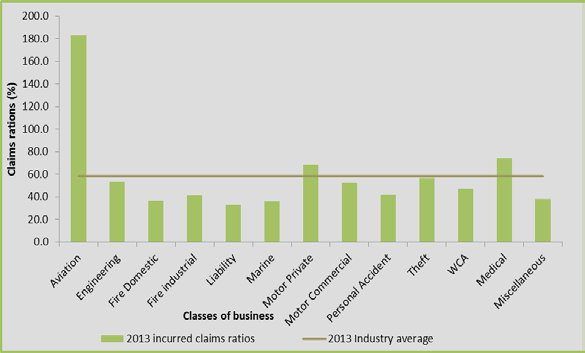 200.0
180.0
160.0
140.0
120.0
100.0
80.0
60.0
40.0
20.0
0.0
Claims rations (%)
Aviation
Engineering
Fire Domestic
Fire industrial
Liability
Marine
Motor Private
Motor Commercial
Personal Accident
Theft
WCA
Medical
Miscellaneous
Classes of business
2013 incurred claims ratios
2013 Industry average